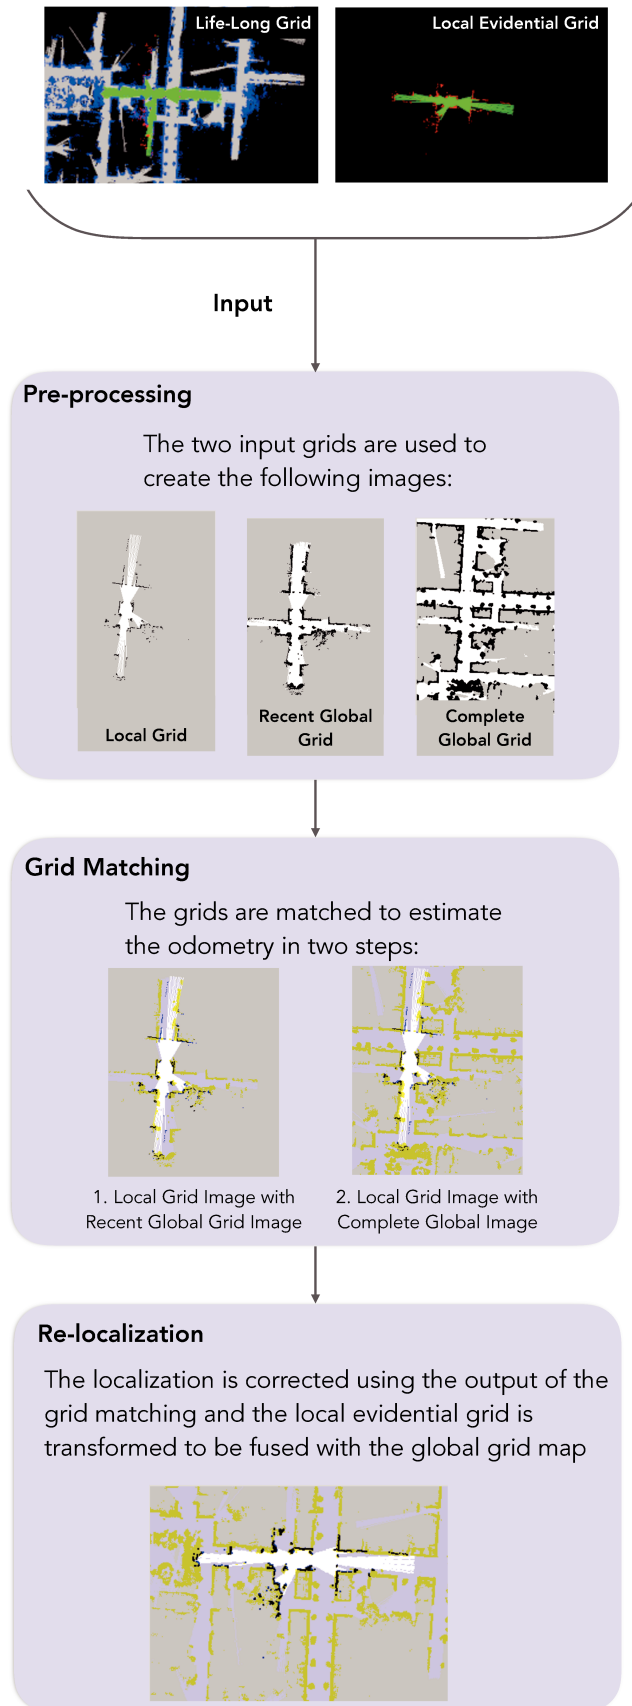 Life-Long Grid
Local Evidential Grid
Input
Pre-processing
The two input grids are used to
create the following images:
Local Grid
Recent Global
Grid
Complete
Global Grid
Grid Matching
The grids are matched to estimate
the odometry in two steps:
1. Local Grid Image with
Recent Global Grid Image
2. Local Grid Image with
Complete Global Image
Re-localization
The localization is corrected using the output of the
grid matching and the local evidential grid is
transformed to be fused with the global grid map